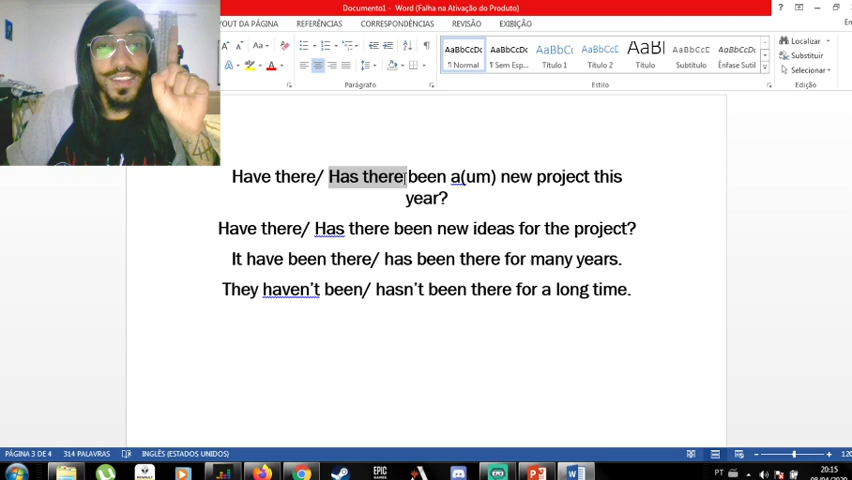 Documento1 - Word (Falha na Ativação do Produto)
YOUT DA PÁGINA REFERÊNCIAS CORRESPONDÊNCIAS REVISÃO EXIBIÇÃO
AaBbCcDc AaBbCcDc AaBbCc AaBbCcC AaBl AaBbCcC AaBbCcDc
¶ Normal ¶ Sem Esp... Título 1 Título 2 Título Subtítulo Ênfase Sutil
Localizar
Substituir
Selecionar
Parágrafo Estilo Edição
Have there/ Has there been a(um) new project this
year?
Have there/ Has there been new ideas for the project?
It have been there/ has been there for many years.
They haven't been/ hasn't been there for a long time.
PÁGINA 3 DE 4 314 PALAVRAS INGLÊS (ESTADOS UNIDOS)
EPIC
GAMES
PT
20:15